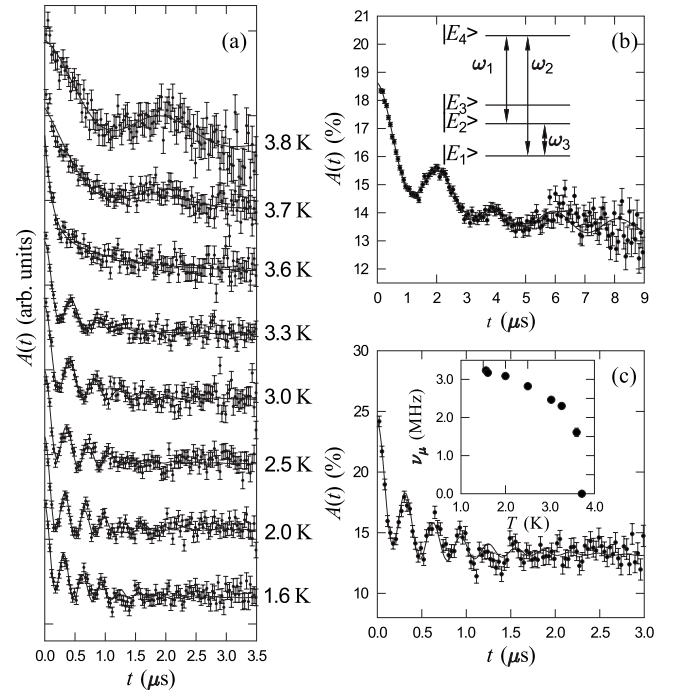 (a)
3.8 K
3.7 K
3.6 K
3.3 K
3.0 K
2.5 K
2.0 K
1.6 K
A(t) (arb. units)
0.0 0.5 1.0 1.5 2.0 2.5 3.0 3.5
t (μs)
(b)
21
20
19
18
17
16
15
14
13
12
A(t) (%)
|E4>
|E3>
|E2>
|E1>
ω1
ω2
ω3
0 1 2 3 4 5 6 7 8 9
t (μs)
(c)
30
20
15
10
A(t) (%)
3.0
2.0
1.0
0.0
νμ (MHz)
1.0 2.0 3.0 4.0
T (K)
0.0 0.5 1.0 1.5 2.0 2.5 3.0
t (μs)